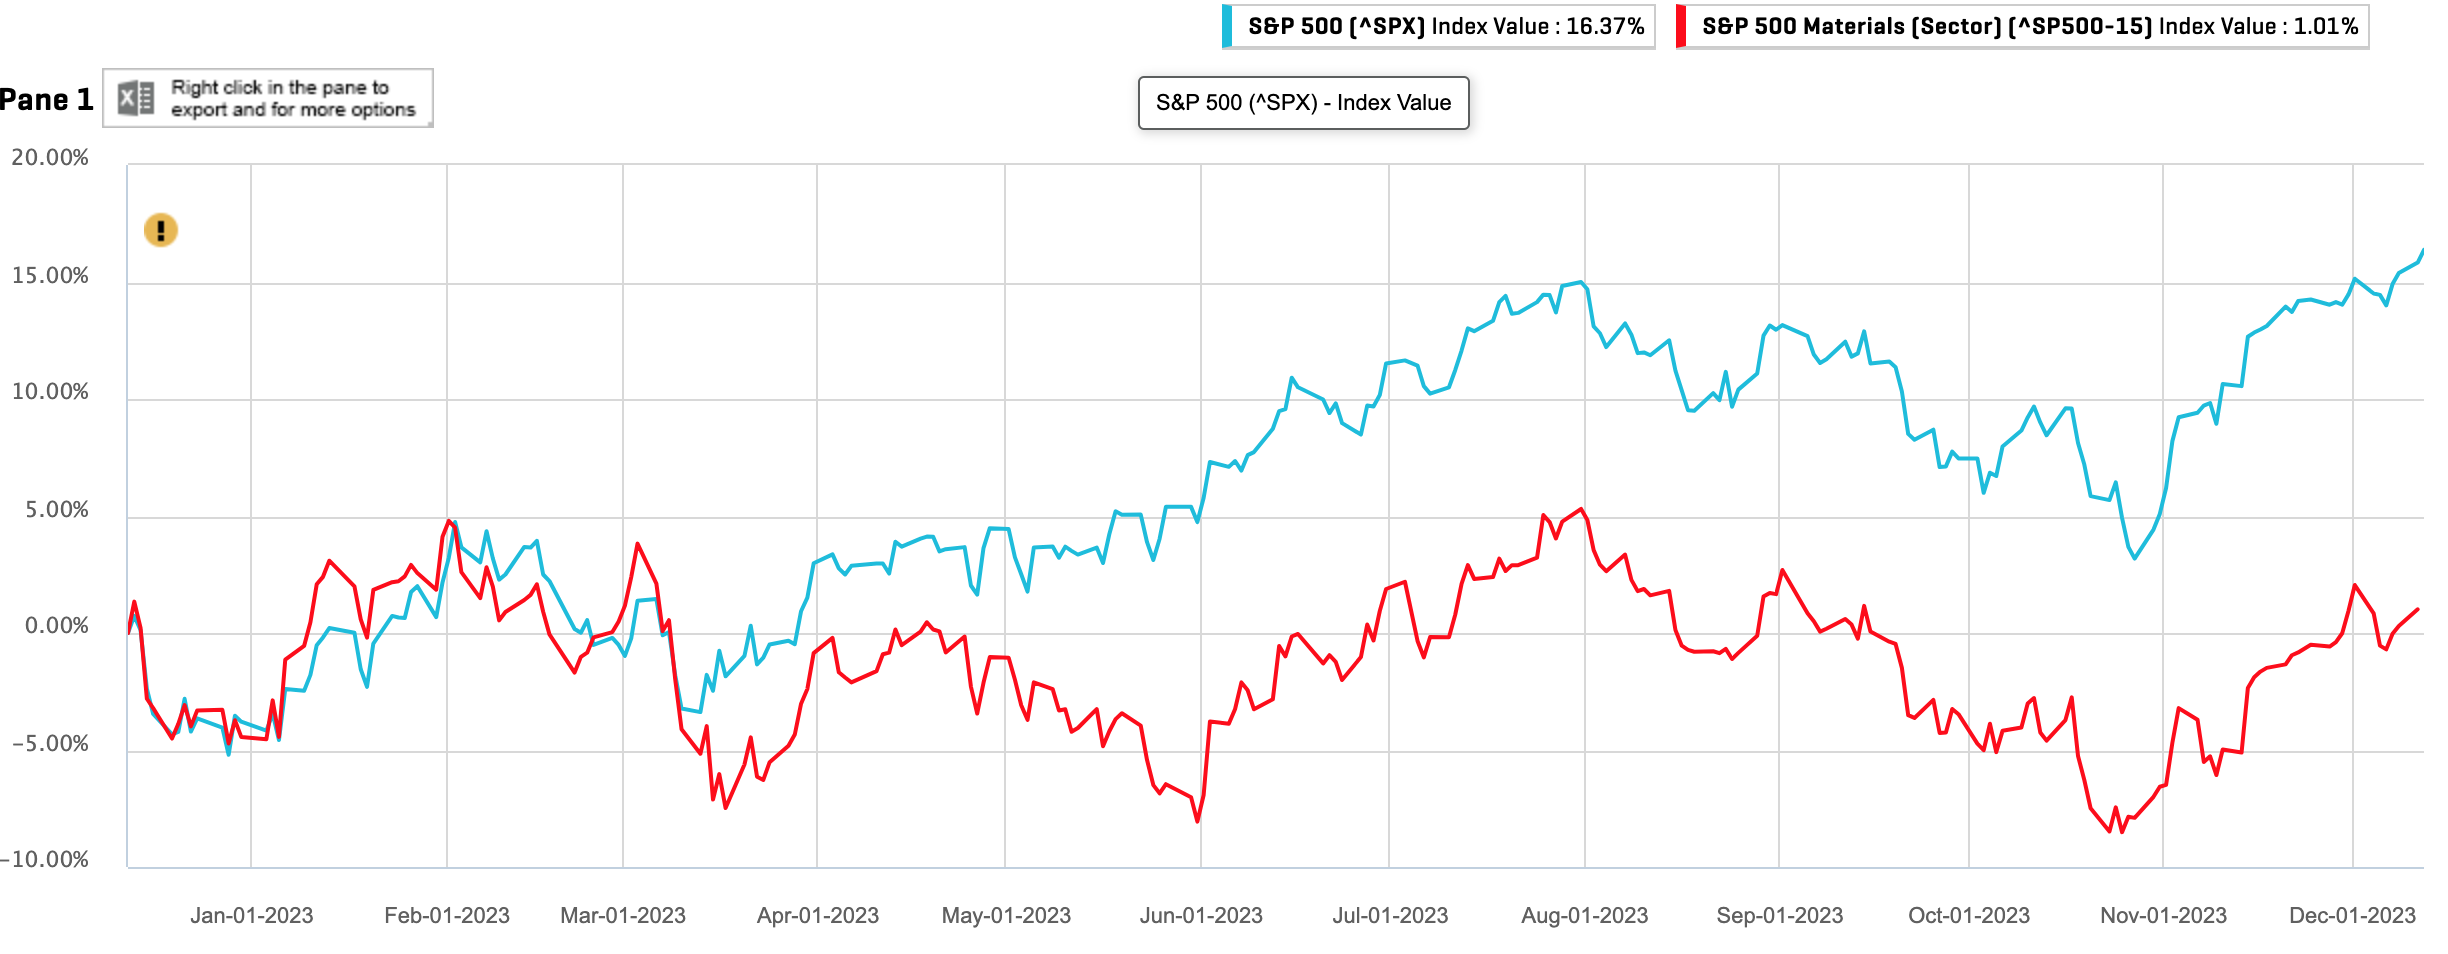 S&P 500 (^SPX) Index Value : 16.37%
S&P 500 Materials (Sector) (^SP500-15) Index Value : 1.01%
Pane 1
Right click in the pane to
export and for more options
S&P 500 (^SPX) - Index Value
20.00%
15.00%
10.00%
5.00%
0.00%
−5.00%
−10.00%
Jan-01-2023
Feb-01-2023
Mar-01-2023
Apr-01-2023
May-01-2023
Jun-01-2023
Jul-01-2023
Aug-01-2023
Sep-01-2023
Oct-01-2023
Nov-01-2023
Dec-01-2023